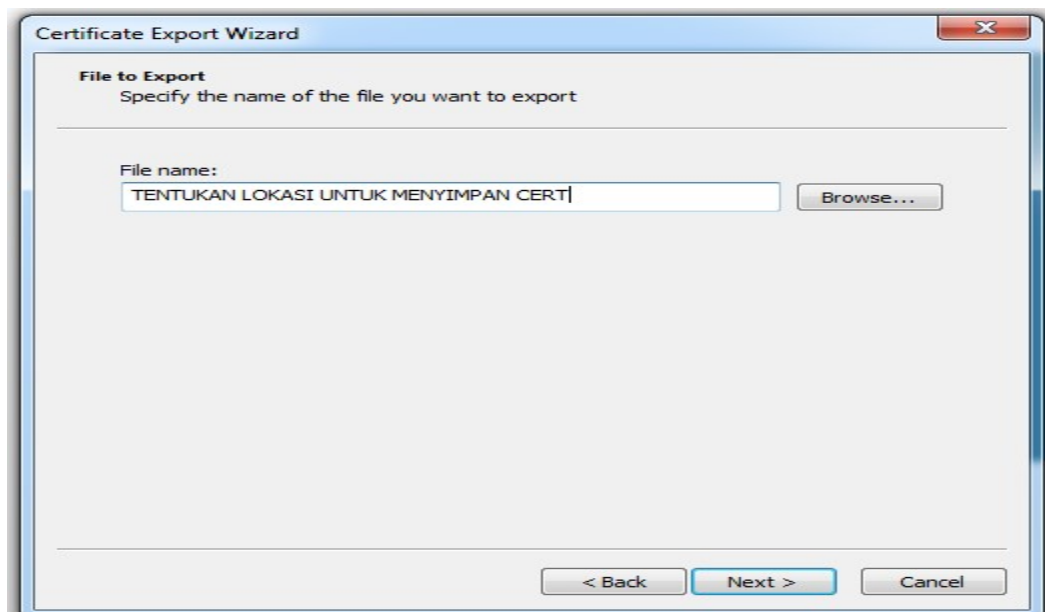 Certificate Export Wizard
File to Export
Specify the name of the file you want to export
File name:
TENTUKAN LOKASI UNTUK MENYIMPAN CERT
Browse...
< Back
Next >
Cancel